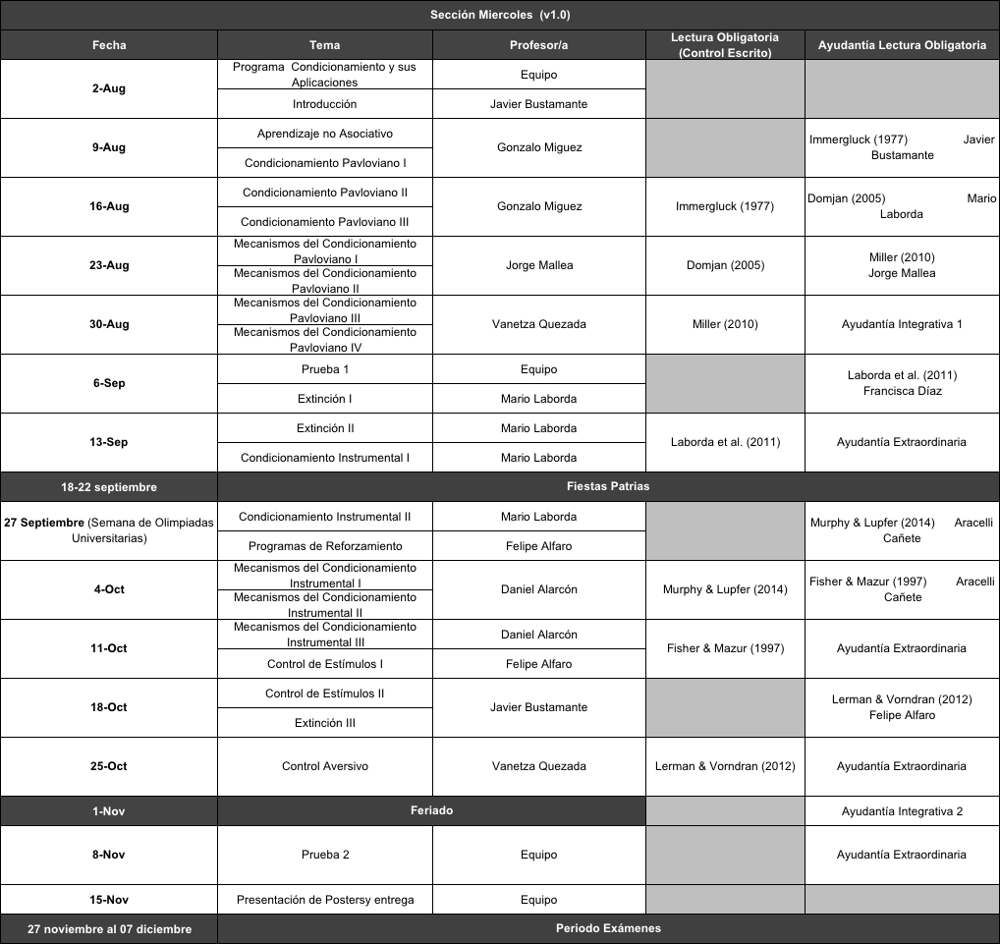 Sección Miercoles (v1.0)
Fecha
Tema
Profesor/a
Lectura Obligatoria
(Control Escrito)
Ayudantía Lectura Obligatoria
2-Aug
Programa Condicionamiento y sus
Aplicaciones
Equipo
Introducción
Javier Bustamante
9-Aug
Aprendizaje no Asociativo
Condicionamiento Pavloviano I
Gonzalo Miguez
Immergluck (1977) Javier
Bustamante
16-Aug
Condicionamiento Pavloviano II
Condicionamiento Pavloviano III
Gonzalo Miguez
Immergluck (1977)
Domjan (2005) Mario
Laborda
23-Aug
Mecanismos del Condicionamiento
Pavloviano I
Mecanismos del Condicionamiento
Pavloviano II
Jorge Mallea
Domjan (2005)
Miller (2010)
Jorge Mallea
30-Aug
Mecanismos del Condicionamiento
Pavloviano III
Mecanismos del Condicionamiento
Pavloviano IV
Vanetza Quezada
Miller (2010)
Ayudantía Integrativa 1
6-Sep
Prueba 1
Equipo
Extinción I
Mario Laborda
Laborda et al. (2011)
Francisca Díaz
13-Sep
Extinción II
Mario Laborda
Condicionamiento Instrumental I
Mario Laborda
Laborda et al. (2011)
Ayudantía Extraordinaria
18-22 septiembre
Fiestas Patrias
27 Septiembre (Semana de Olimpiadas
Universitarias)
Condicionamiento Instrumental II
Mario Laborda
Programas de Reforzamiento
Felipe Alfaro
Murphy & Lupfer (2014) Aracelli
Cañete
4-Oct
Mecanismos del Condicionamiento
Instrumental I
Mecanismos del Condicionamiento
Instrumental II
Daniel Alarcón
Murphy & Lupfer (2014)
Fisher & Mazur (1997) Aracelli
Cañete
11-Oct
Mecanismos del Condicionamiento
Instrumental III
Daniel Alarcón
Control de Estímulos I
Felipe Alfaro
Fisher & Mazur (1997)
Ayudantía Extraordinaria
18-Oct
Control de Estímulos II
Extinción III
Javier Bustamante
Lerman & Vorndran (2012)
Felipe Alfaro
25-Oct
Control Aversivo
Vanetza Quezada
Lerman & Vorndran (2012)
Ayudantía Extraordinaria
1-Nov
Feriado
Ayudantía Integrativa 2
8-Nov
Prueba 2
Equipo
Ayudantía Extraordinaria
15-Nov
Presentación de Postersy entrega
Equipo
27 noviembre al 07 diciembre
Periodo Exámenes